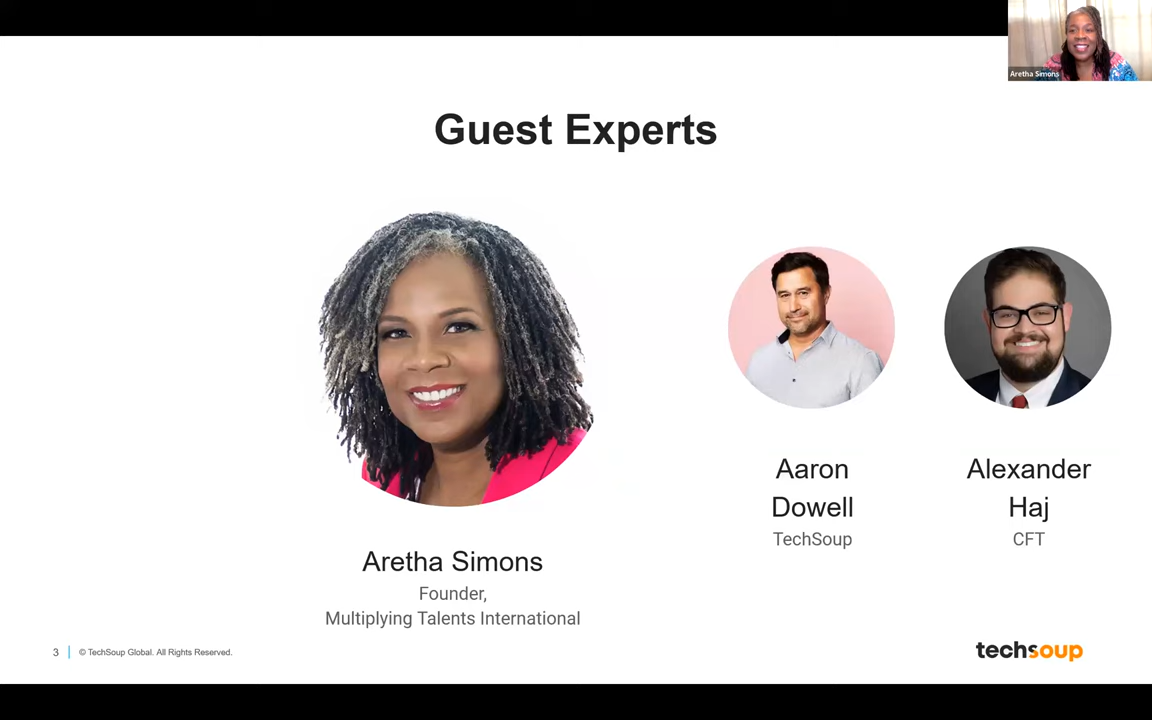 Aretha Simons
Guest Experts
Aretha Simons
Founder,
Multiplying Talents International
Aaron
Dowell
TechSoup
Alexander
Haj
CFT
3
© TechSoup Global. All Rights Reserved.
techsoup